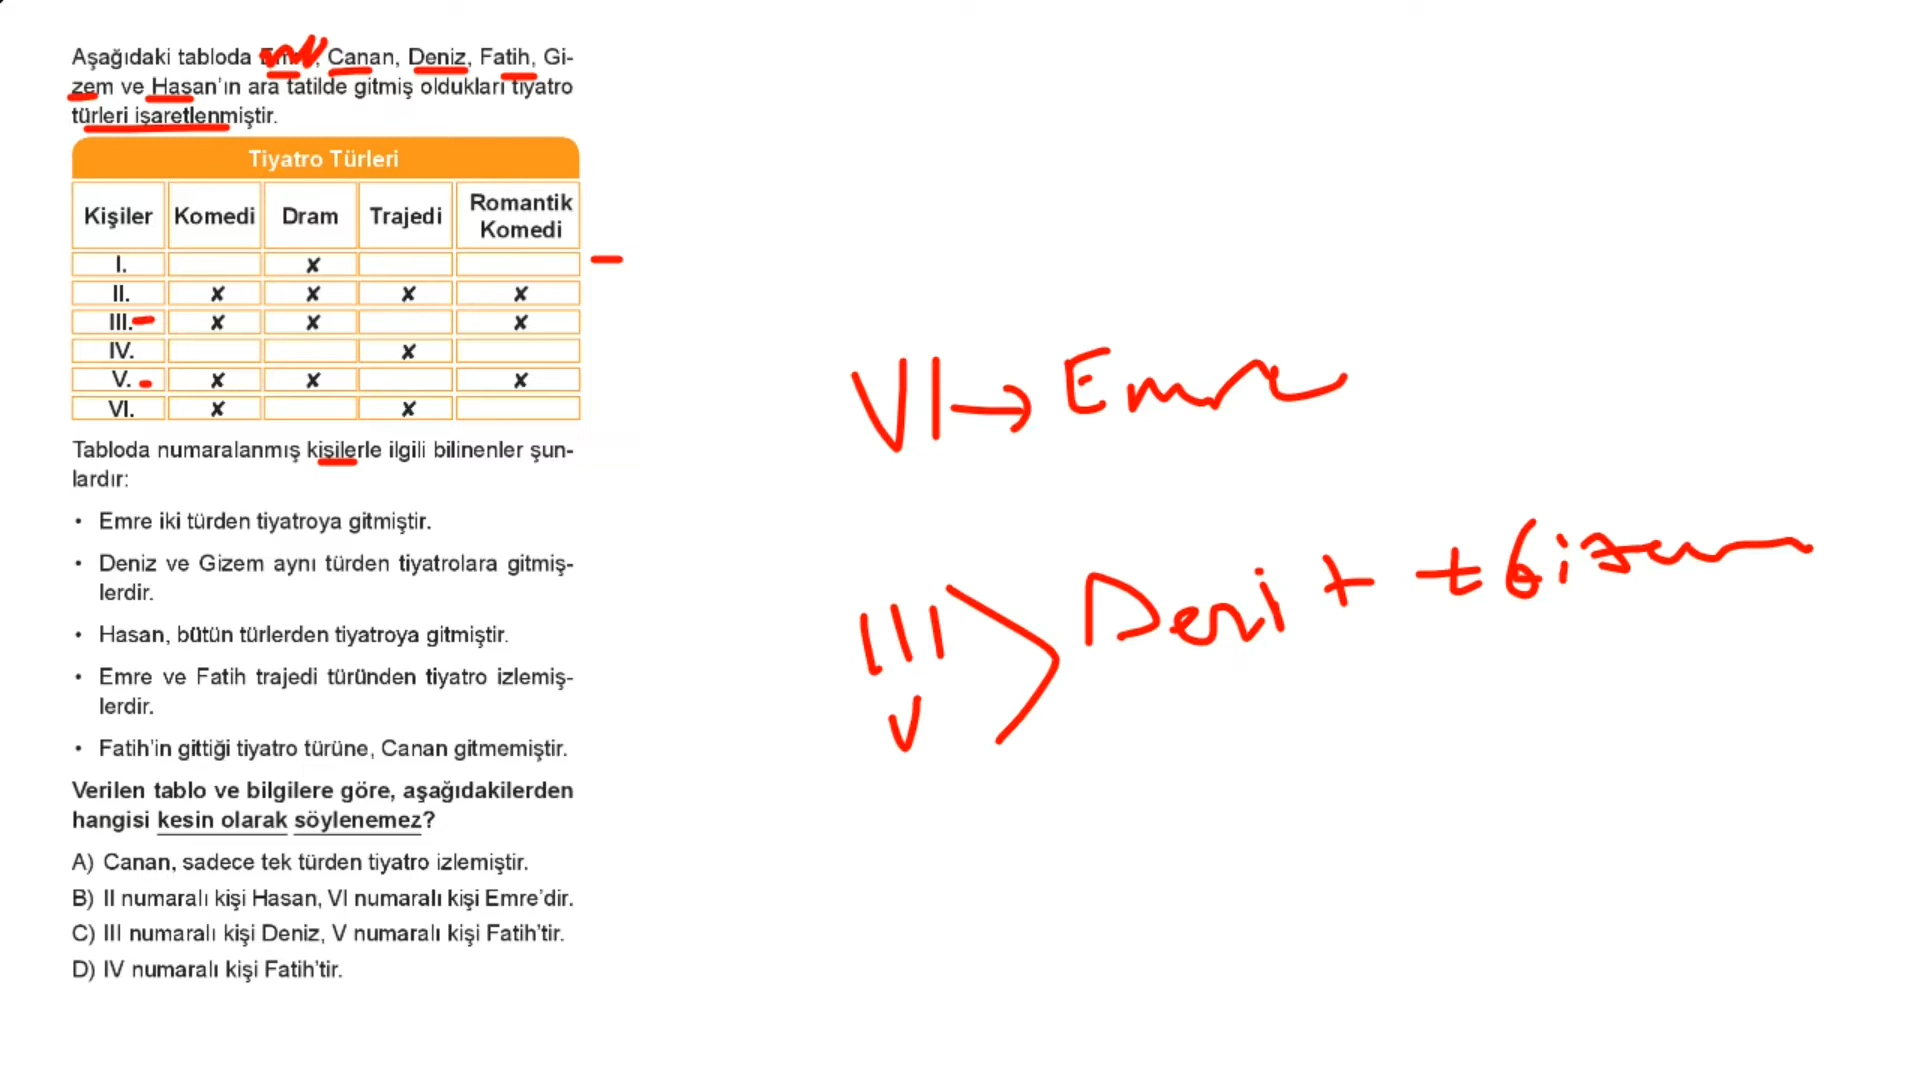 Aşağıdaki tabloda Canan, Deniz, Fatih, Gi-
zem ve Hasan'ın ara tatilde gitmiş oldukları tiyatro
türleri işaretlenmiştir.
Tiyatro Türleri
Kişiler Komedi Dram Trajedi Romantik Komedi
I. ✘
II. ✘ ✘ ✘ ✘
III. ✘ ✘ ✘
IV. ✘
V. ✘ ✘ ✘
VI. ✘ ✘
Tabloda numaralanmış kişilerle ilgili bilinenler şun-
lardır:
• Emre iki türden tiyatroya gitmiştir.
• Deniz ve Gizem aynı türden tiyatrolara gitmiş-
lerdir.
• Hasan, bütün türlerden tiyatroya gitmiştir.
• Emre ve Fatih trajedi türünden tiyatro izlemiş-
lerdir.
• Fatih'in gittiği tiyatro türüne, Canan gitmemiştir.
Verilen tablo ve bilgilere göre, aşağıdakilerden
hangisi kesin olarak söylenemez?
A) Canan, sadece tek türden tiyatro izlemiştir.
B) II numaralı kişi Hasan, VI numaralı kişi Emre'dir.
C) III numaralı kişi Deniz, V numaralı kişi Fatih'tir.
D) IV numaralı kişi Fatih'tir.
VI → Emre
III
V
Deni + + Gizem